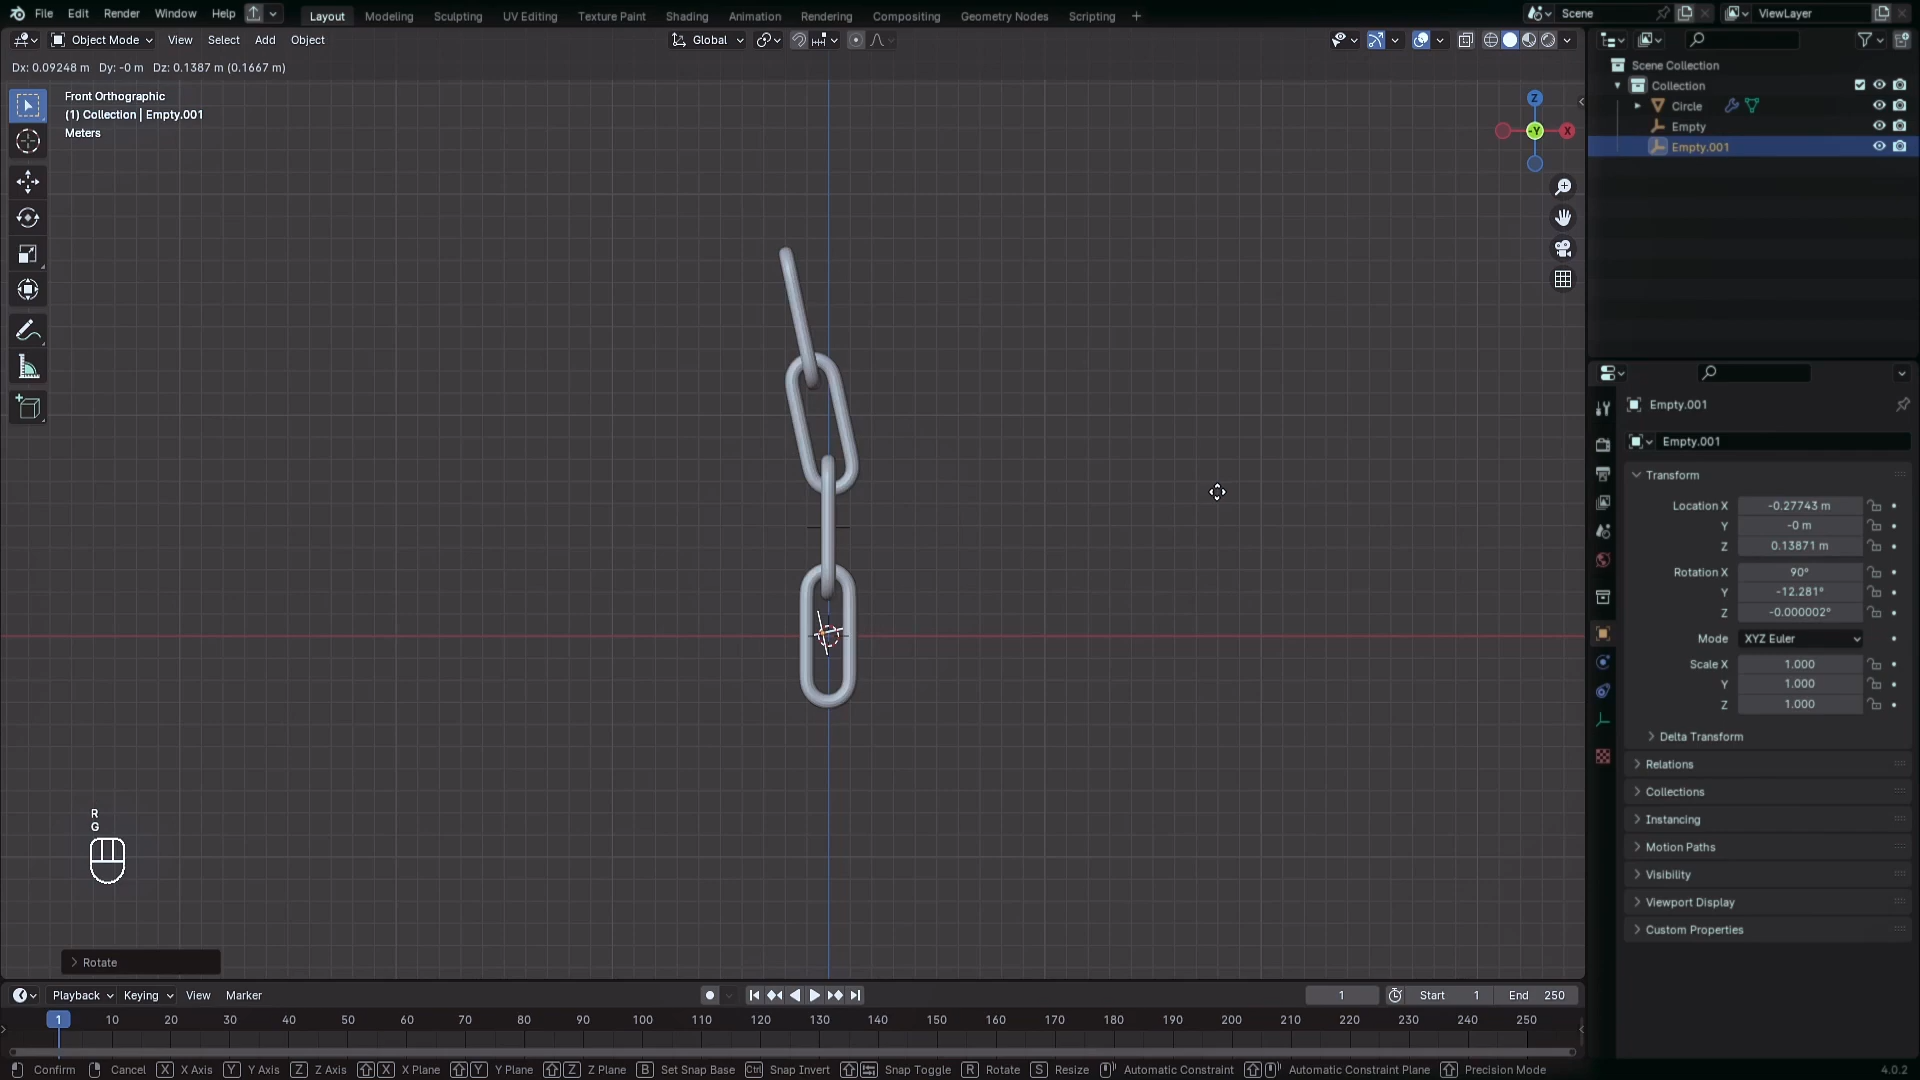 File Edit Render Window Help
Layout Modeling Sculpting UV Editing Texture Paint Shading Animation Rendering Compositing Geometry Nodes Scripting +
Scene
ViewLayer
Object Mode View Select Add Object
Global
Dx: 0.09248 m Dy: -0 m Dz: 0.1387 m (0.1667 m)
Front Orthographic
(1) Collection | Empty.001
Meters
Z
-Y
X
Scene Collection
Collection
Circle
Empty
Empty.001
Empty.001
Empty.001
Transform
Location X -0.27743 m
Y -0 m
Z 0.13871 m
Rotation X 90°
Y -12.281°
Z -0.000002°
Mode XYZ Euler
Scale X 1.000
Y 1.000
Z 1.000
Delta Transform
Relations
Collections
Instancing
Motion Paths
Visibility
Viewport Display
Custom Properties
R
G
Rotate
Playback Keying View Marker
1
Start 1
End 250
1 10 20 30 40 50 60 70 80 90 100 110 120 130 140 150 160 170 180 190 200 210 220 230 240 250
Confirm Cancel X X Axis Y Y Axis Z Z Axis X X Plane Y Y Plane Z Z Plane B Set Snap Base Ctrl Snap Invert Snap Toggle R Rotate S Resize Automatic Constraint Automatic Constraint Plane Precision Mode
4.0.2